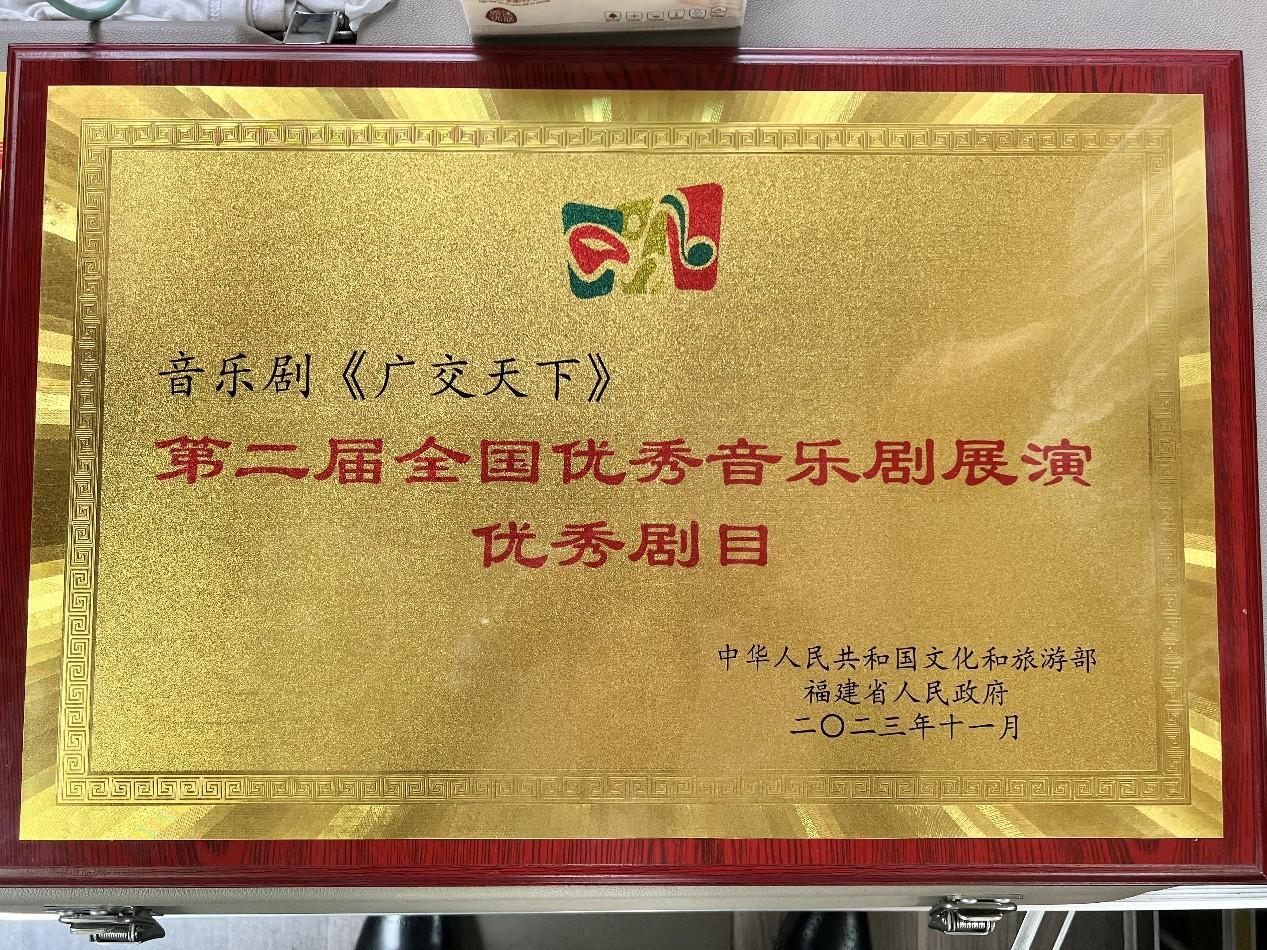 音乐剧《广交天下》
第二届全国优秀音乐剧展演
优秀剧目
中华人民共和国文化和旅游部
福建省人民政府
二〇二三年十一月